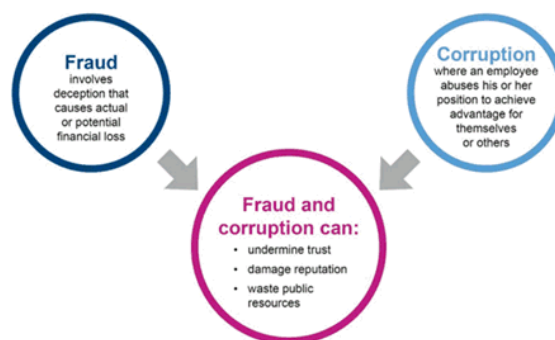 Fraud
involves
deception that
causes actual
or potential
financial loss
Corruption
where an employee
abuses his or her
position to achieve
advantage for
themselves
or others
Fraud and
corruption can:
• undermine trust
• damage reputation
• waste public
resources